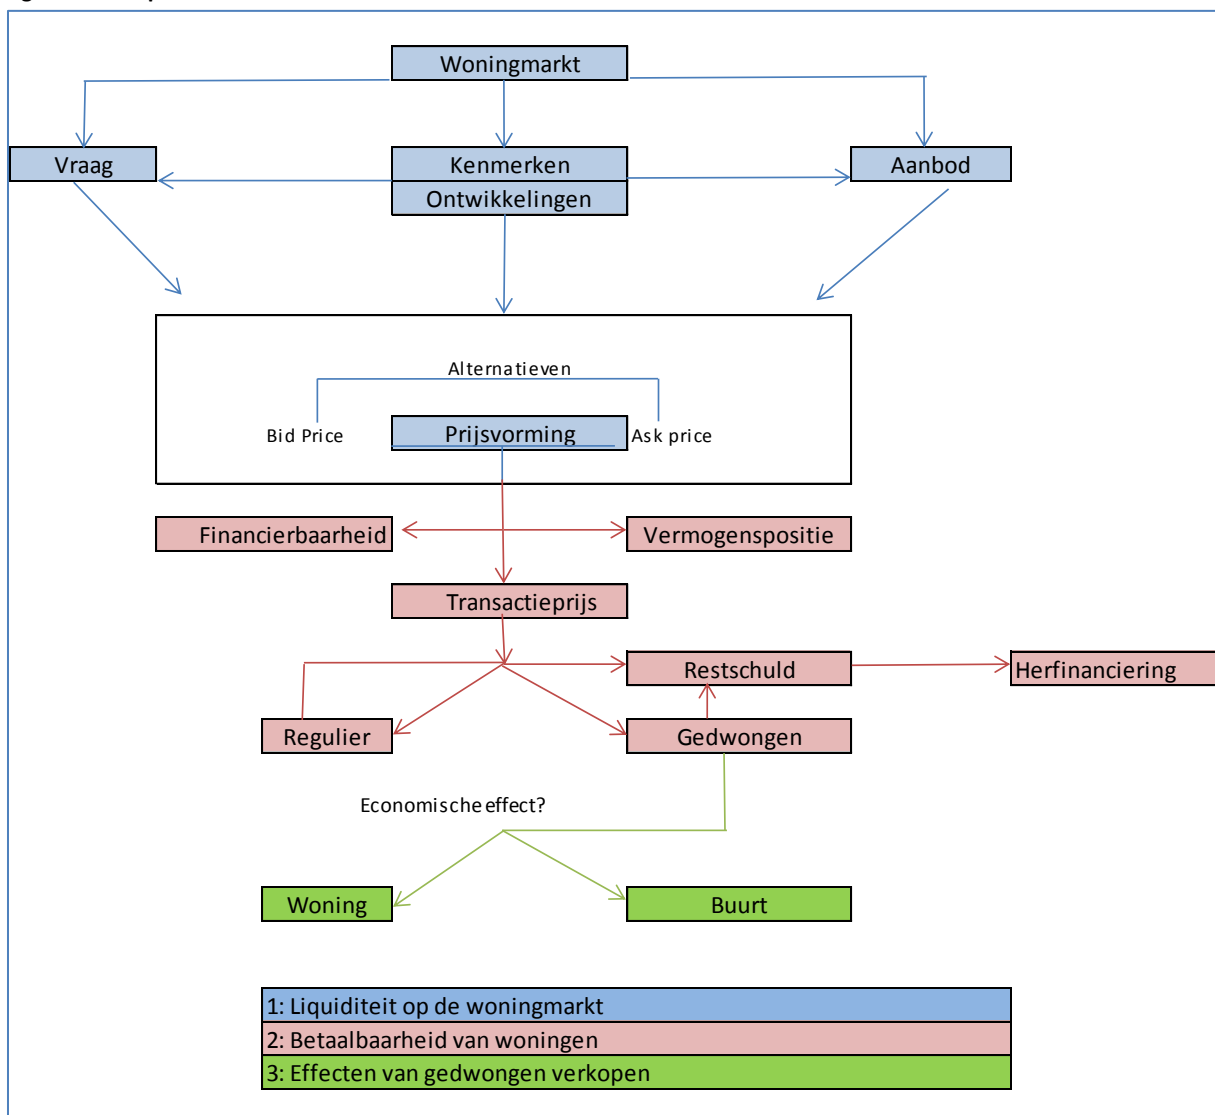 Woningmarkt
Vraag
Kenmerken
Aanbod
Ontwikkelingen
Alternatieven
Bid Price
Prijsvorming
Ask price
Financierbaarheid
Vermogenspositie
Transactieprijs
Restschuld
Herfinanciering
Regulier
Gedwongen
Economische effect?
Woning
Buurt
1: Liquiditeit op de woningmarkt
2: Betaalbaarheid van woningen
3: Effecten van gedwongen verkopen